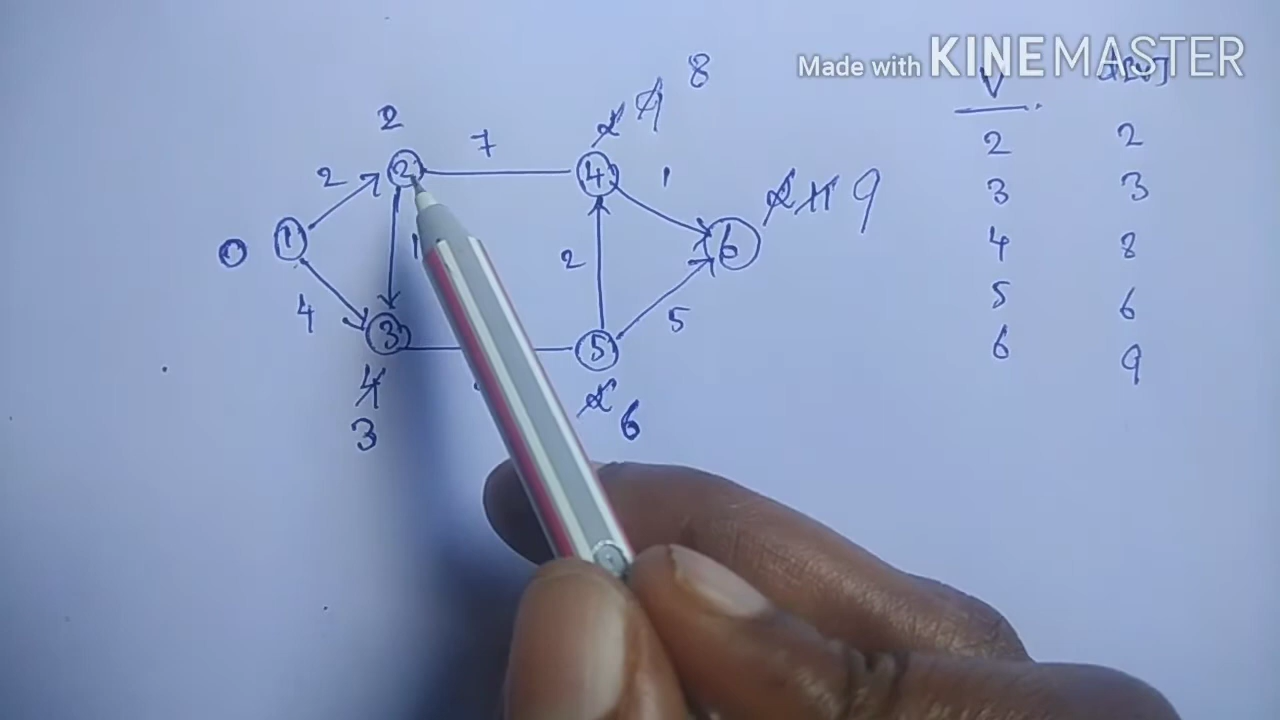 Made with KINEMASTER
V d[v]
2 2
3 3
4 8
5 6
6 9
8
2 7 9
2 2 4 1
1 6 11 9
0
4 1 2 5
3 5
4 6
3